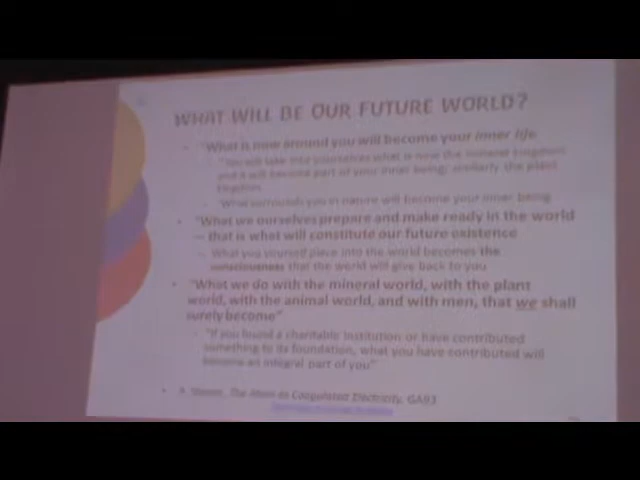 WHAT WILL BE OUR FUTURE WORLD?
"What is now around you will become your inner life
"You will take into yourselves what is now the mineral kingdom
and it will become part of your inner being; similarly the plant
kingdom
"What surrounds you in nature will become your inner being
"What we ourselves prepare and make ready in the world
– that is what will constitute our future existence
What you yourself place into the world becomes the
consciousness that the world will give back to you
"What we do with the mineral world, with the plant
world, with the animal world, and with men, that we shall
surely become"
"If you found a charitable institution or have contributed
something to its foundation, what you have contributed will
become an integral part of you"
Steiner, The Atom as Coagulated Electricity, GA93